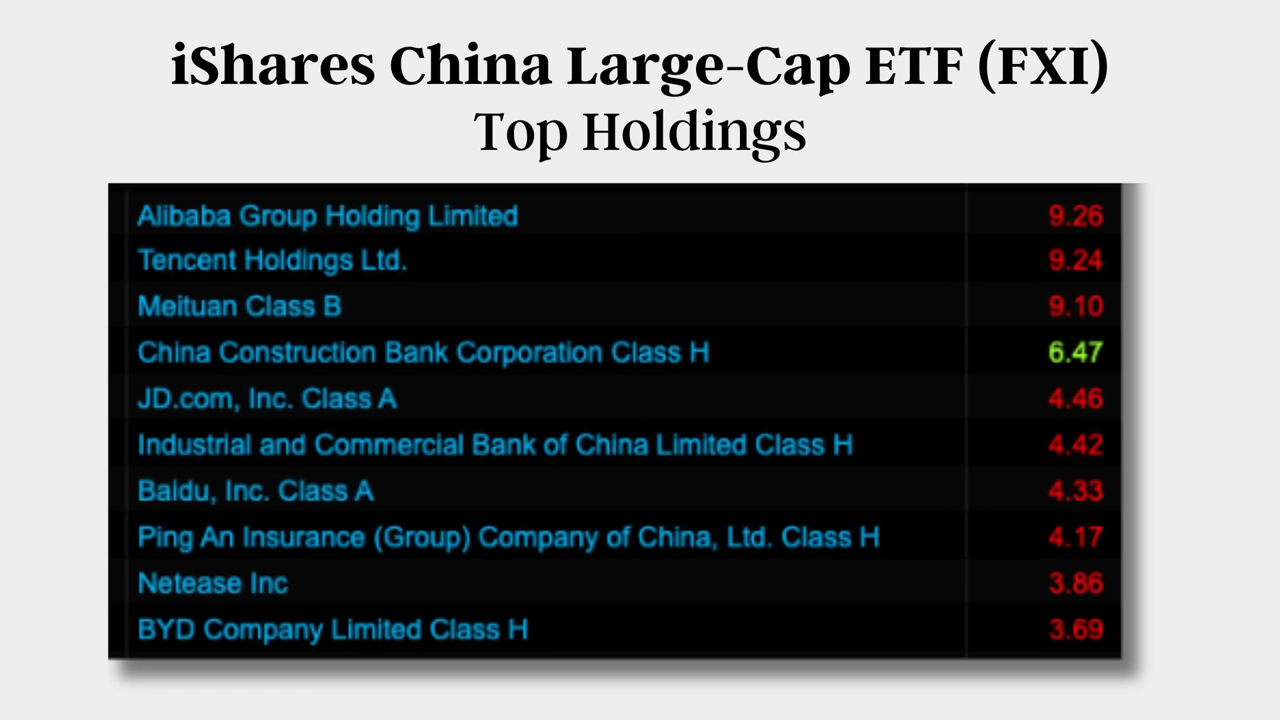 iShares China Large-Cap ETF (FXI)
Top Holdings
Alibaba Group Holding Limited 9.26
Tencent Holdings Ltd. 9.24
Meituan Class B 9.10
China Construction Bank Corporation Class H 6.47
JD.com, Inc. Class A 4.46
Industrial and Commercial Bank of China Limited Class H 4.42
Baidu, Inc. Class A 4.33
Ping An Insurance (Group) Company of China, Ltd. Class H 4.17
Netease Inc 3.86
BYD Company Limited Class H 3.69